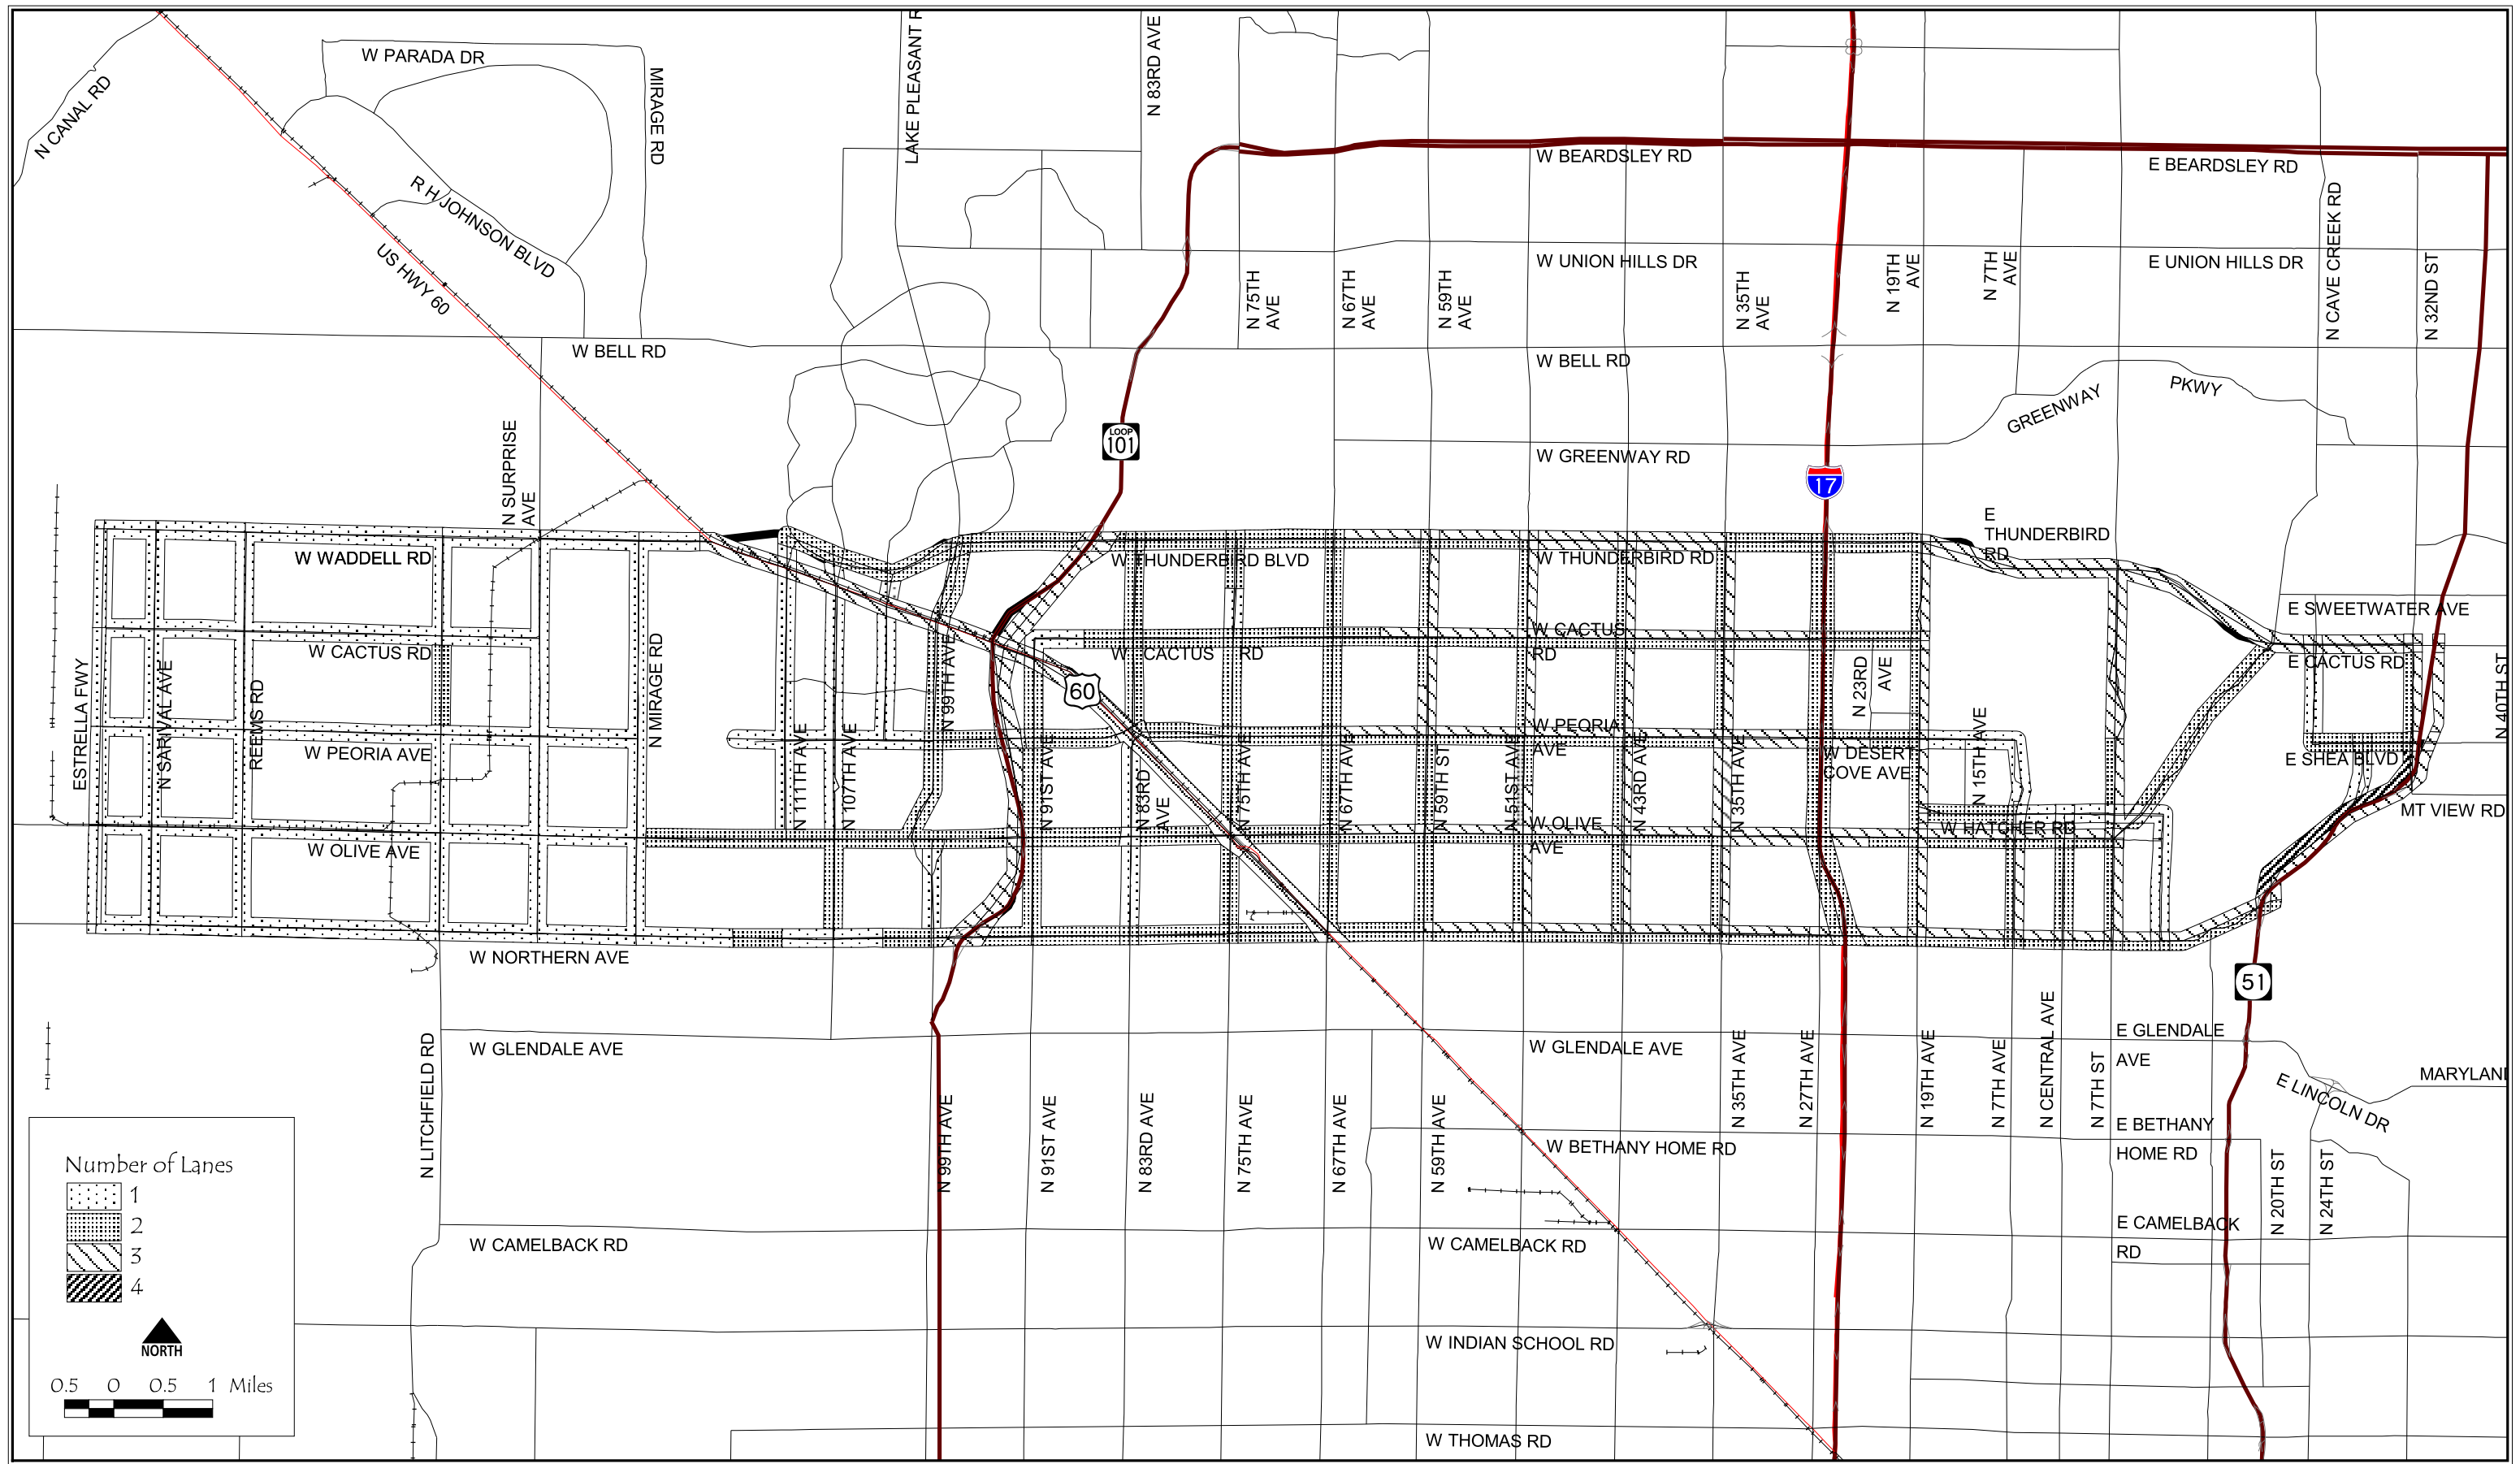 W PARADA DR
N CANAL RD
MIRAGE RD
LAKE PLEASANT R
N 83RD AVE
R H JOHNSON BLVD
US HWY 60
W BEARDSLEY RD
E BEARDSLEY RD
W UNION HILLS DR
E UNION HILLS DR
N 75TH
AVE
N 67TH
AVE
N 59TH
AVE
N 35TH
AVE
N 19TH
AVE
N 7TH
AVE
N CAVE CREEK RD
N 32ND ST
W BELL RD
W BELL RD
GREENWAY
PKWY
LOOP
101
W GREENWAY RD
17
N SURPRISE
AVE
E
THUNDERBIRD
RD
W WADDELL RD
W THUNDERBIRD BLVD
W THUNDERBIRD RD
E SWEETWATER AVE
W CACTUS RD
W CACTUS RD
W CACTUS
RD
E CACTUS RD
ESTRELLA FWY
N SARIVAL AVE
REEMS RD
N MIRAGE RD
N 99TH AVE
60
N 23RD
AVE
N 40TH ST
W PEORIA AVE
W PEORIA
AVE
W DESERT
COVE AVE
N 15TH AVE
E SHEA BLVD
N 111TH AVE
N 107TH AVE
N 91ST AVE
N 83RD
AVE
N 75TH AVE
N 67TH AVE
N 59TH ST
N 51ST AVE
N 43RD AVE
N 35TH AVE
MT VIEW RD
W OLIVE AVE
W OLIVE
AVE
W HATCHER RD
W NORTHERN AVE
51
W GLENDALE AVE
W GLENDALE AVE
E GLENDALE
AVE
N LITCHFIELD RD
N 99TH AVE
N 91ST AVE
N 83RD AVE
N 75TH AVE
N 67TH AVE
N 59TH AVE
N 35TH AVE
N 27TH AVE
N 19TH AVE
N 7TH AVE
N CENTRAL AVE
N 7TH ST
MARYLAN
E LINCOLN DR
W BETHANY HOME RD
E BETHANY
HOME RD
N 20TH ST
N 24TH ST
W CAMELBACK RD
W CAMELBACK RD
E CAMELBACK
RD
W INDIAN SCHOOL RD
W THOMAS RD
Number of Lanes
1
2
3
4
NORTH
0.5 0 0.5 1 Miles